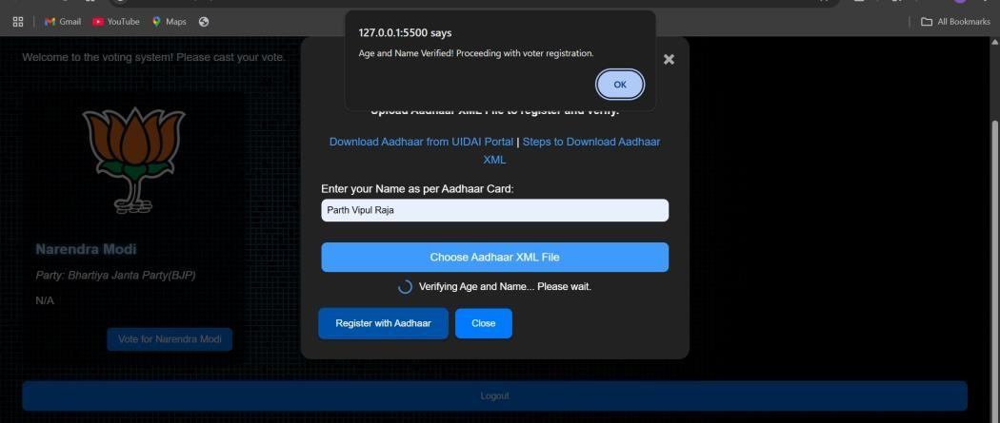 Gmail
YouTube
Maps
All Bookmarks
127.0.0.1:5500 says
Age and Name Verified! Proceeding with voter registration.
OK
Welcome to the voting system! Please cast your vote.
Upload Aadhaar XML File to register and verify.
Download Aadhaar from UIDAI Portal | Steps to Download Aadhaar
XML
Enter your Name as per Aadhaar Card:
Parth Vipul Raja
Choose Aadhaar XML File
Verifying Age and Name... Please wait.
Register with Aadhaar
Close
Narendra Modi
Party: Bhartiya Janta Party(BJP)
N/A
Vote for Narendra Modi
Logout